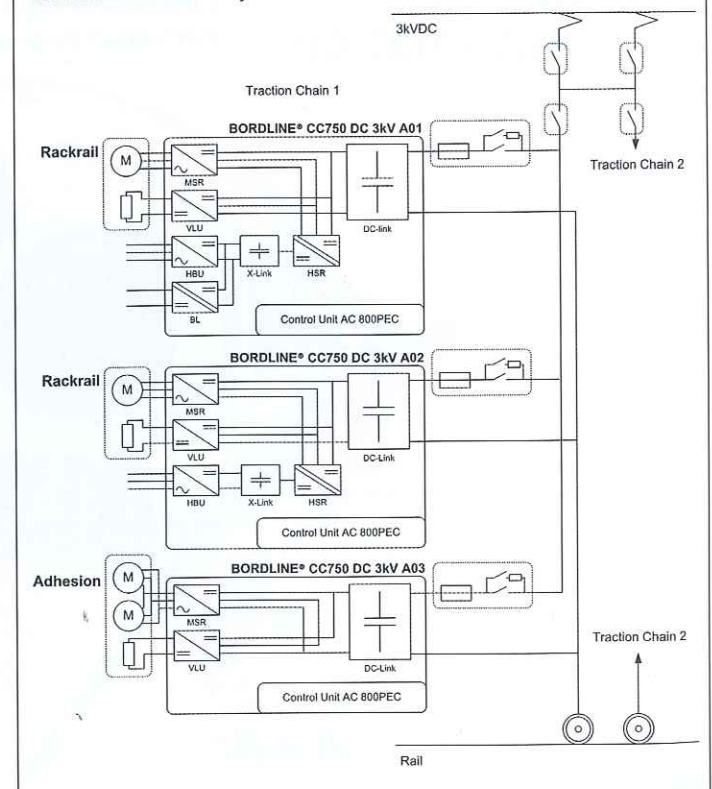 3kVDC
Traction Chain 1
BORDLINE® CC750 DC 3kV A01
Rackrail
M
MSR
VLU
DC-link
HBU
X-Link
HSR
BL
Control Unit AC 800PEC
Traction Chain 2
BORDLINE® CC750 DC 3kV A02
Rackrail
M
MSR
VLU
DC-Link
HBU
X-Link
HSR
Control Unit AC 800PEC
BORDLINE® CC750 DC 3kV A03
Adhesion
M
M
MSR
VLU
DC-Link
Control Unit AC 800PEC
Traction Chain 2
Rail